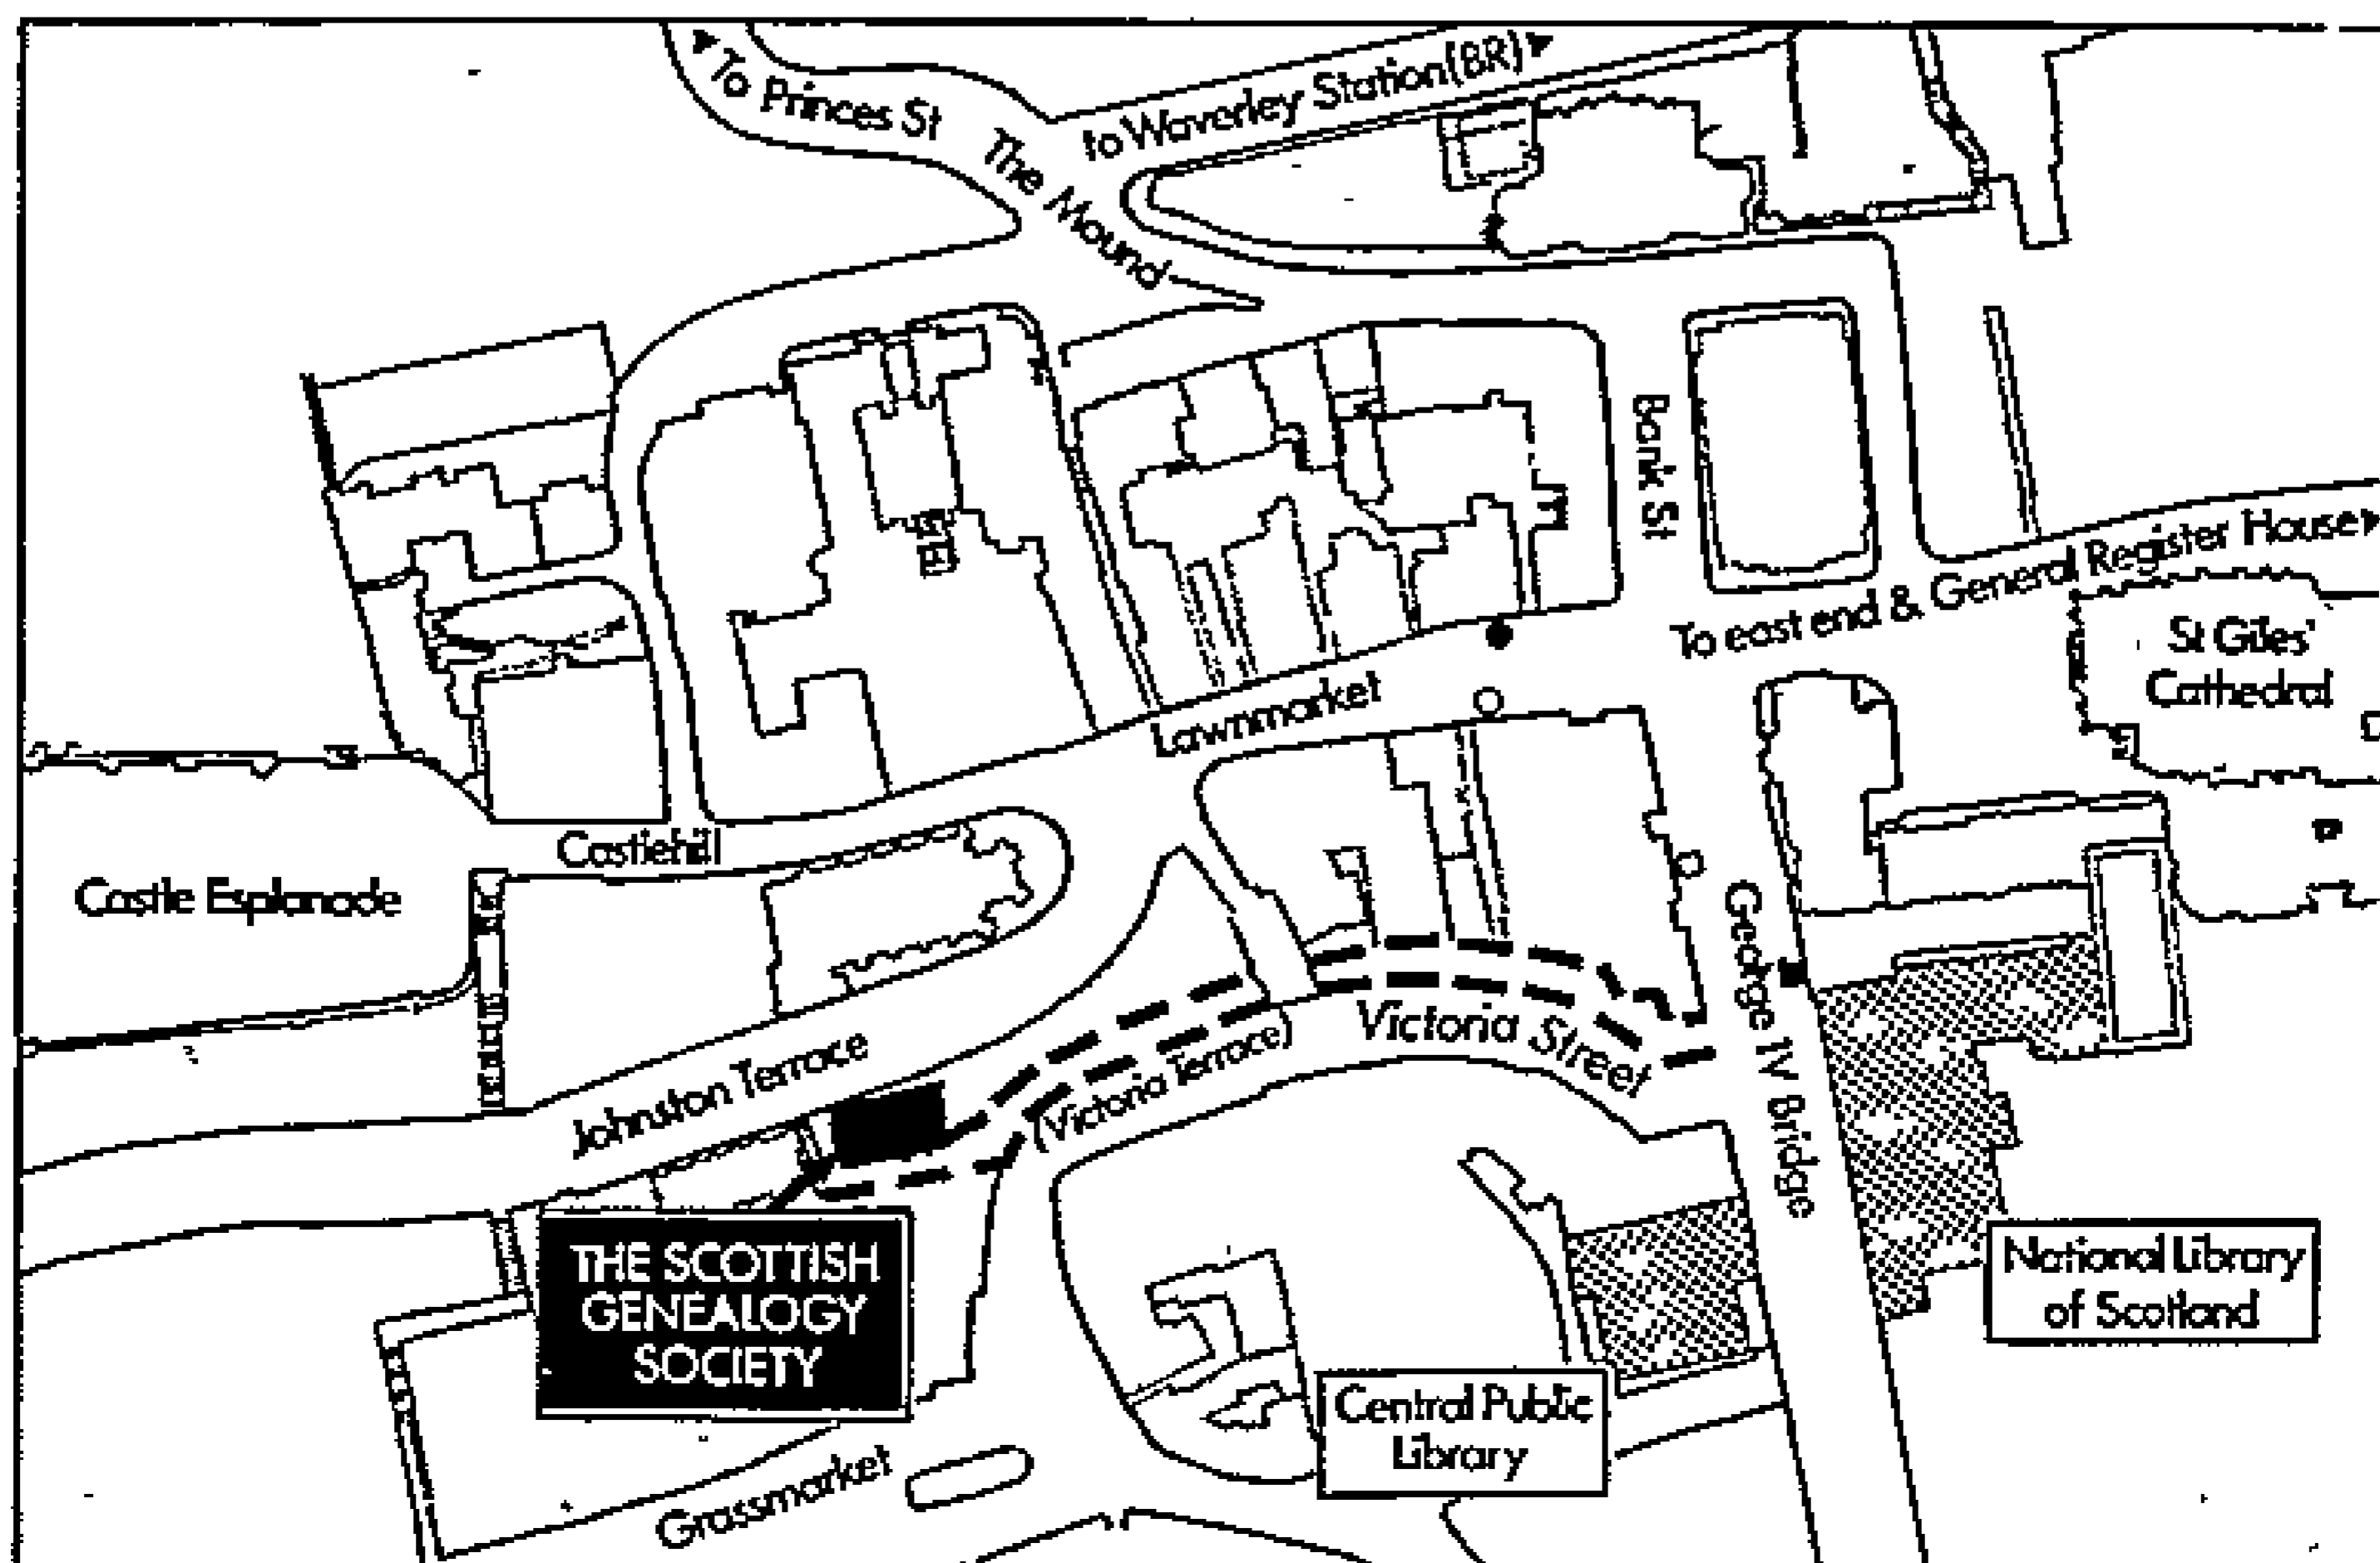 To Princes St
The Mound
to Waverley Station(BR)
Bank St
To east end & General Register House
St Giles'
Cathedral
Lawnmarket
Castlehill
Castle Esplanade
George IV Bridge
Victoria Street
(Victoria Terrace)
Johnston Terrace
THE SCOTTISH
GENEALOGY
SOCIETY
National Library
of Scotland
Central Public
Library
Grassmarket